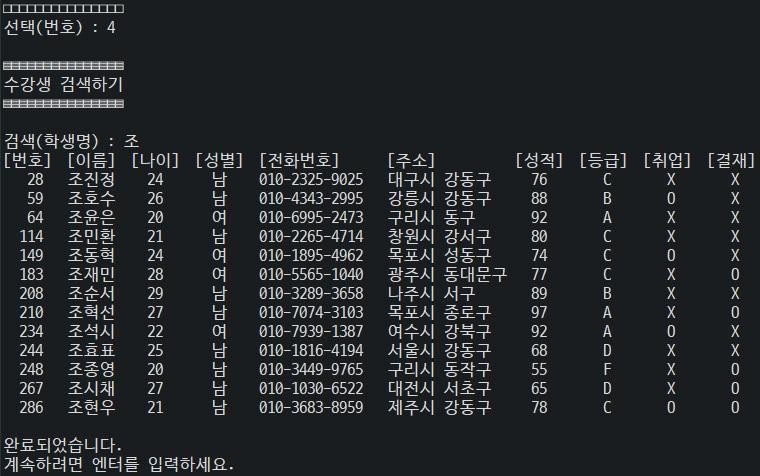 선택(번호) : 4
수강생 검색하기
검색(학생명) : 조
[번호] [이름] [나이] [성별] [전화번호] [주소] [성적] [등급] [취업] [결재]
28 조진정 24 남 010-2325-9025 대구시 강동구 76 C X X
59 조호수 26 남 010-4343-2995 강릉시 강동구 88 B O X
64 조윤은 20 여 010-6995-2473 구리시 동구 92 A X X
114 조민환 21 남 010-2265-4714 창원시 강서구 80 C X X
149 조동혁 24 여 010-1895-4962 목포시 성동구 74 C O X
183 조재민 28 여 010-5565-1040 광주시 동대문구 77 C X O
208 조순서 29 남 010-3289-3658 나주시 서구 89 B X X
210 조혁선 27 남 010-7074-3103 목포시 종로구 97 A X O
234 조석시 22 여 010-7939-1387 여수시 강북구 92 A O X
244 조효표 25 남 010-1816-4194 서울시 강동구 68 D X X
248 조종영 20 남 010-3449-9765 구리시 동작구 55 F X O
267 조시채 27 남 010-1030-6522 대전시 서초구 65 D X O
286 조현우 21 남 010-3683-8959 제주시 강동구 78 C O O
완료되었습니다.
계속하려면 엔터를 입력하세요.